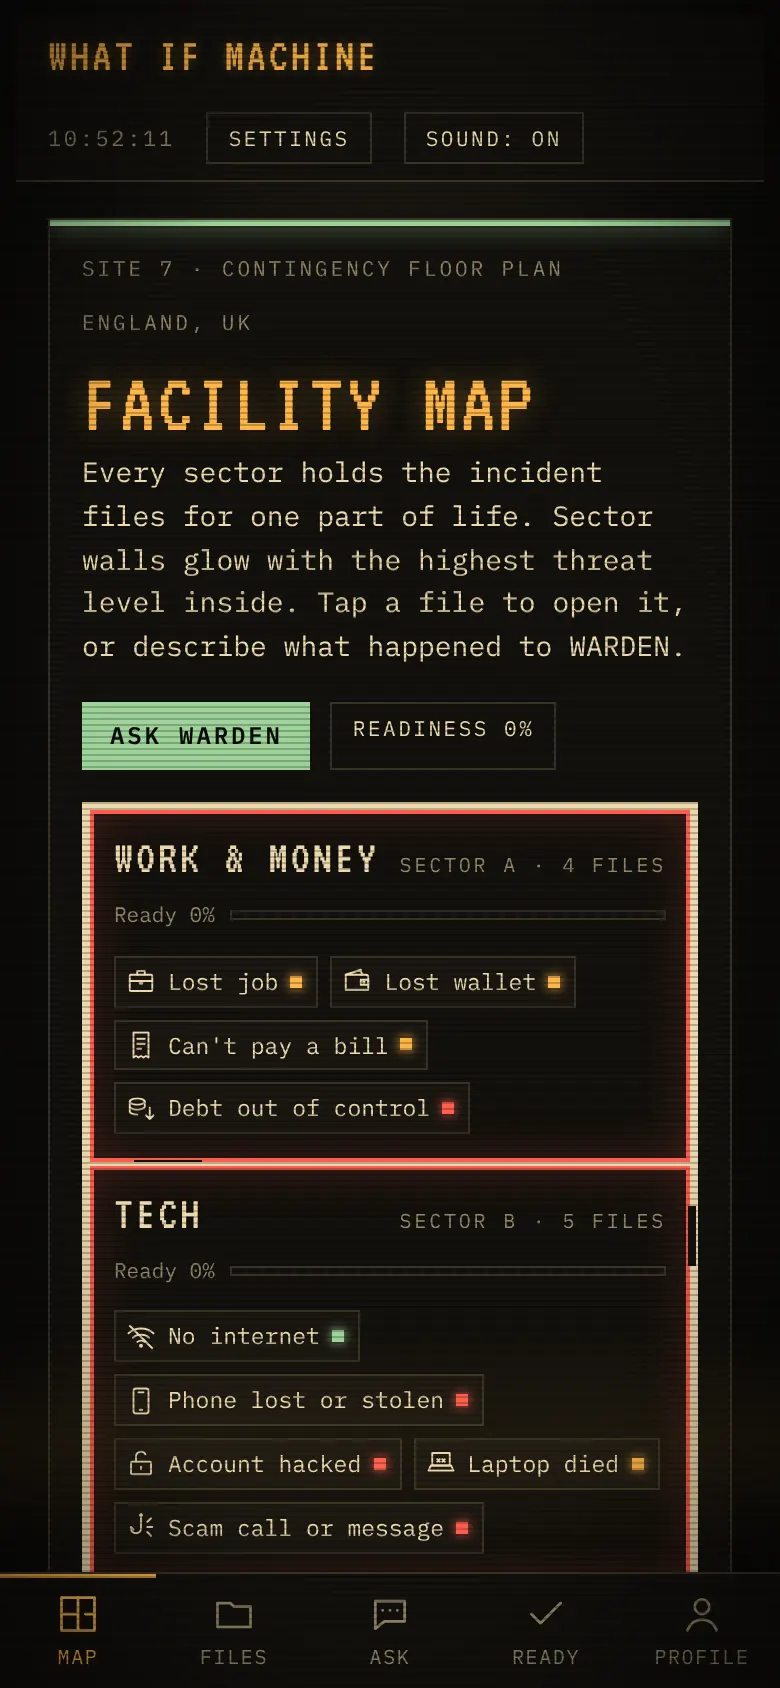 WHAT IF MACHINE
10:52:11 SETTINGS SOUND: ON
SITE 7 · CONTINGENCY FLOOR PLAN
ENGLAND, UK
FACILITY MAP
Every sector holds the incident
files for one part of life. Sector
walls glow with the highest threat
level inside. Tap a file to open it,
or describe what happened to WARDEN.
ASK WARDEN READINESS 0%
WORK & MONEY SECTOR A · 4 FILES
Ready 0%
Lost job Lost wallet
Can't pay a bill
Debt out of control
TECH SECTOR B · 5 FILES
Ready 0%
No internet
Phone lost or stolen
Account hacked Laptop died
Scam call or message
MAP FILES ASK READY PROFILE